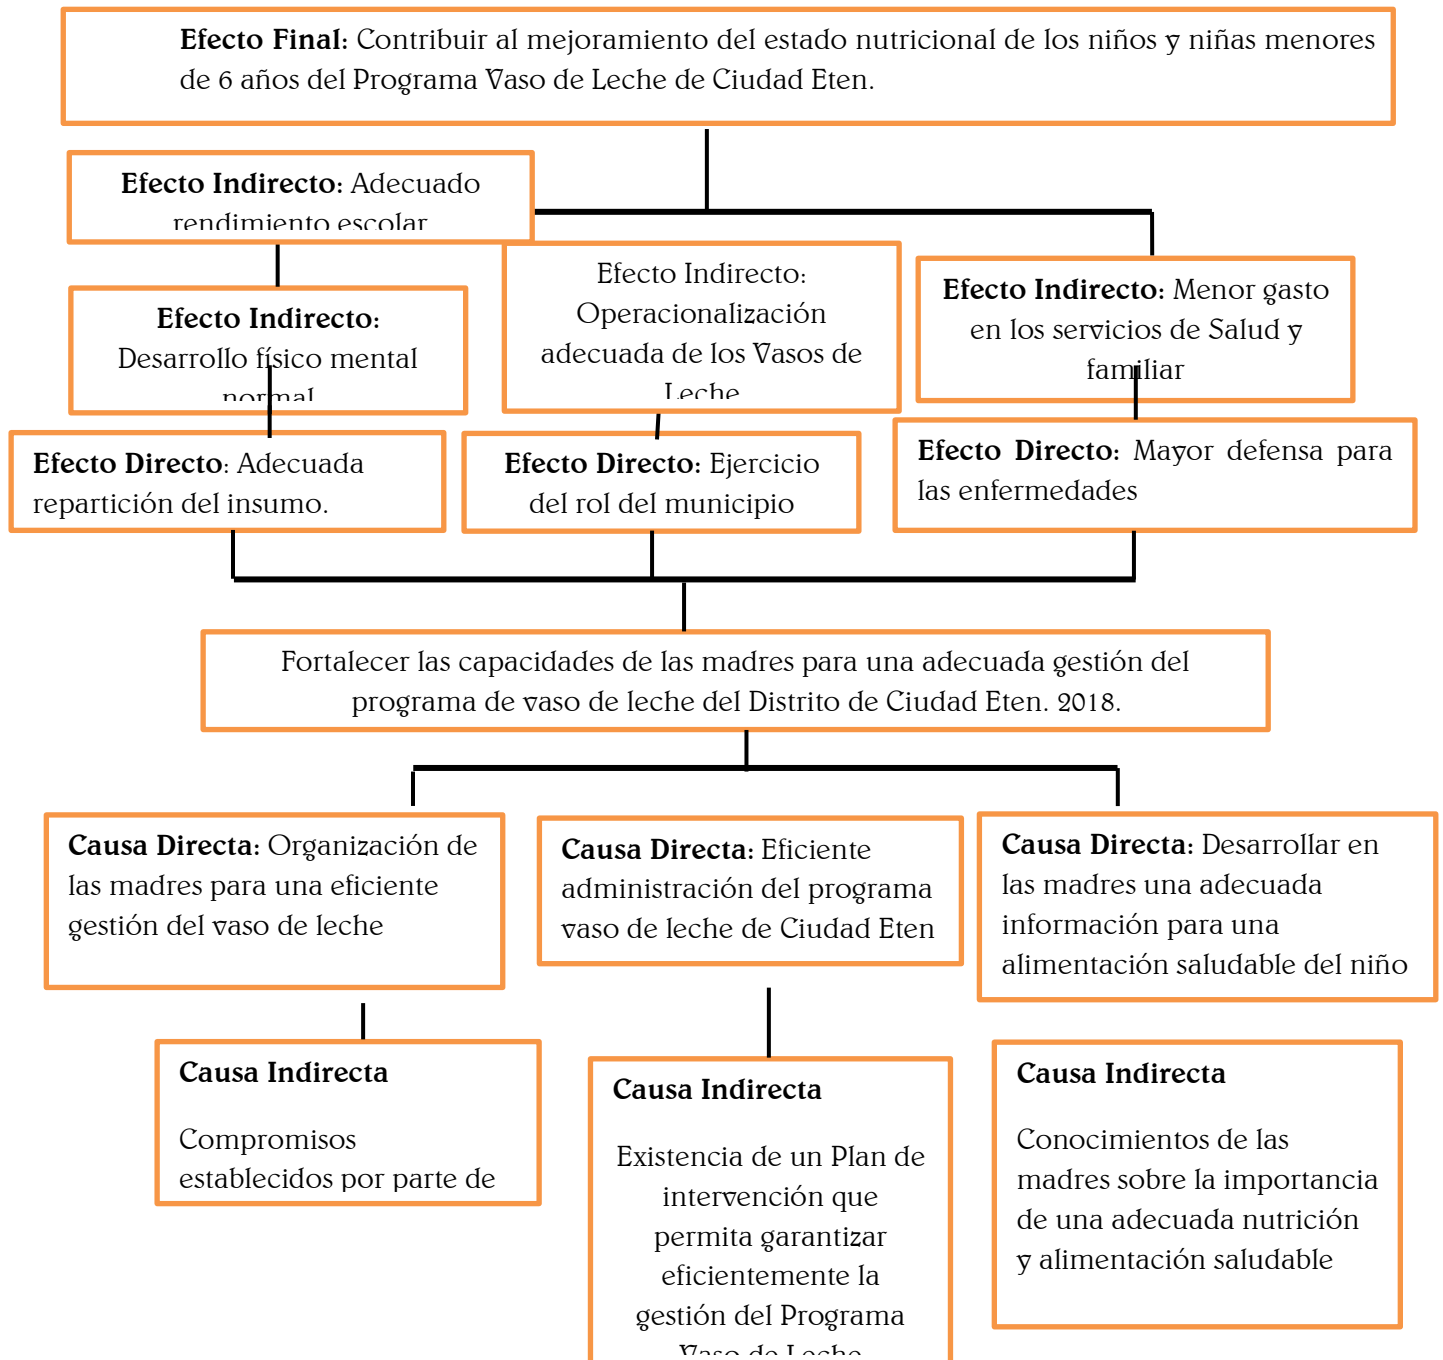 Efecto Final: Contribuir al mejoramiento del estado nutricional de los niños y niñas menores
de 6 años del Programa Vaso de Leche de Ciudad Eten.
Efecto Indirecto: Adecuado
rendimiento escolar
Efecto Indirecto:
Desarrollo físico mental
normal
Efecto Indirecto:
Operacionalización
adecuada de los Vasos de
Leche
Efecto Indirecto: Menor gasto
en los servicios de Salud y
familiar
Efecto Directo: Adecuada
repartición del insumo.
Efecto Directo: Ejercicio
del rol del municipio
Efecto Directo: Mayor defensa para
las enfermedades
Fortalecer las capacidades de las madres para una adecuada gestión del
programa de vaso de leche del Distrito de Ciudad Eten. 2018.
Causa Directa: Organización de
las madres para una eficiente
gestión del vaso de leche
Causa Directa: Eficiente
administración del programa
vaso de leche de Ciudad Eten
Causa Directa: Desarrollar en
las madres una adecuada
información para una
alimentación saludable del niño
Causa Indirecta
Compromisos
establecidos por parte de
Causa Indirecta
Existencia de un Plan de
intervención que
permita garantizar
eficientemente la
gestión del Programa
Vaso de Leche
Causa Indirecta
Conocimientos de las
madres sobre la importancia
de una adecuada nutrición
y alimentación saludable